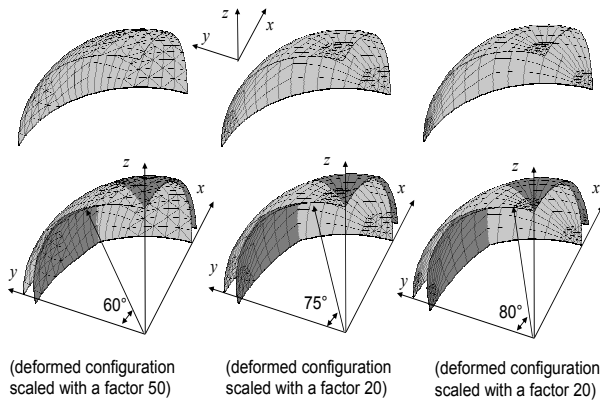 z
x
y
z
x
y
60°
z
x
y
75°
z
x
y
80°
(deformed configuration
scaled with a factor 50)
(deformed configuration
scaled with a factor 20)
(deformed configuration
scaled with a factor 20)